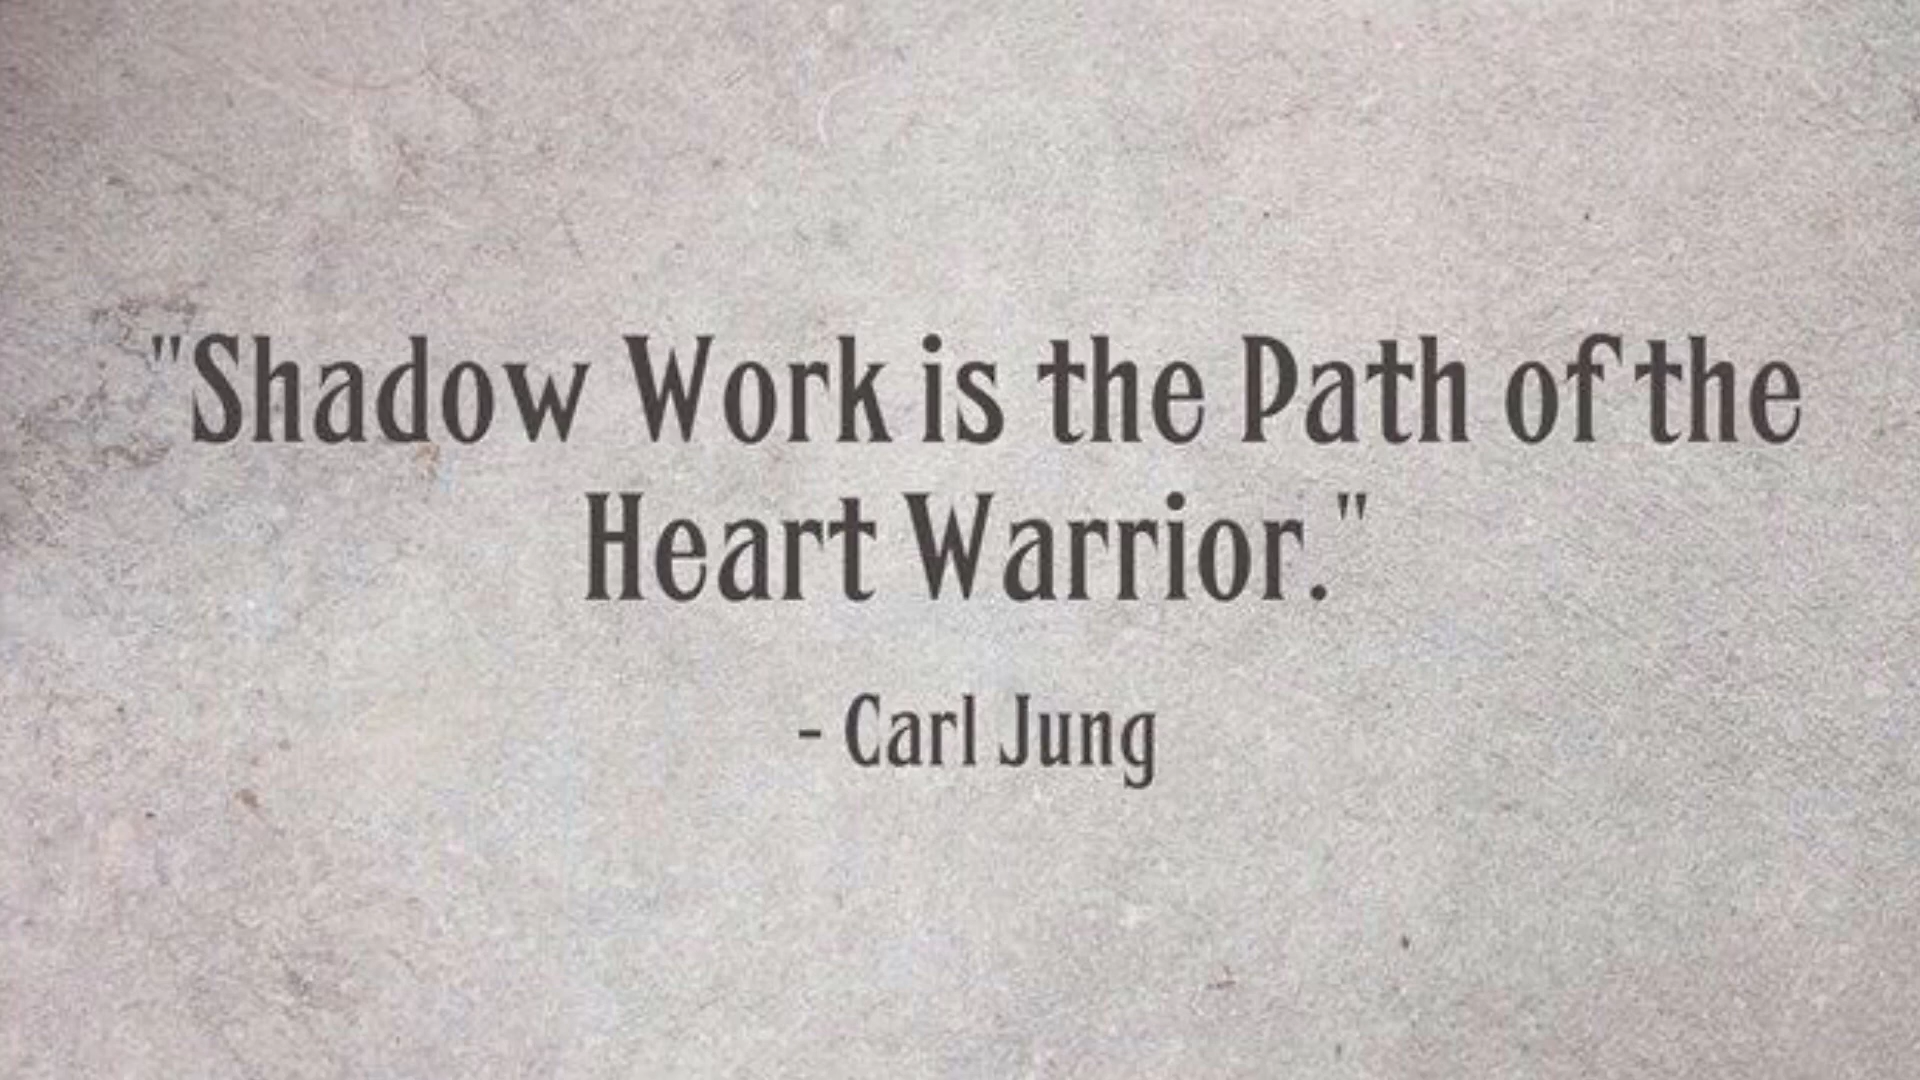 "Shadow Work is the Path of the
Heart Warrior."
- Carl Jung